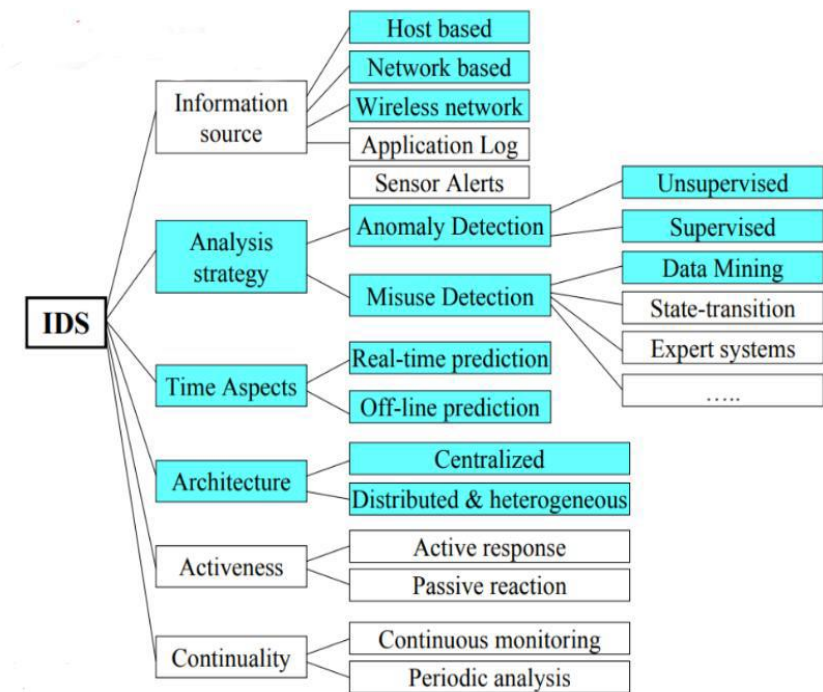 Host based
Network based
Information
source
Wireless network
Application Log
Sensor Alerts
Unsupervised
Anomaly Detection
Supervised
Analysis
strategy
Data Mining
Misuse Detection
State-transition
IDS
Expert systems
Real-time prediction
Time Aspects
…..
Off-line prediction
Centralized
Architecture
Distributed & heterogeneous
Active response
Activeness
Passive reaction
Continuous monitoring
Continuality
Periodic analysis